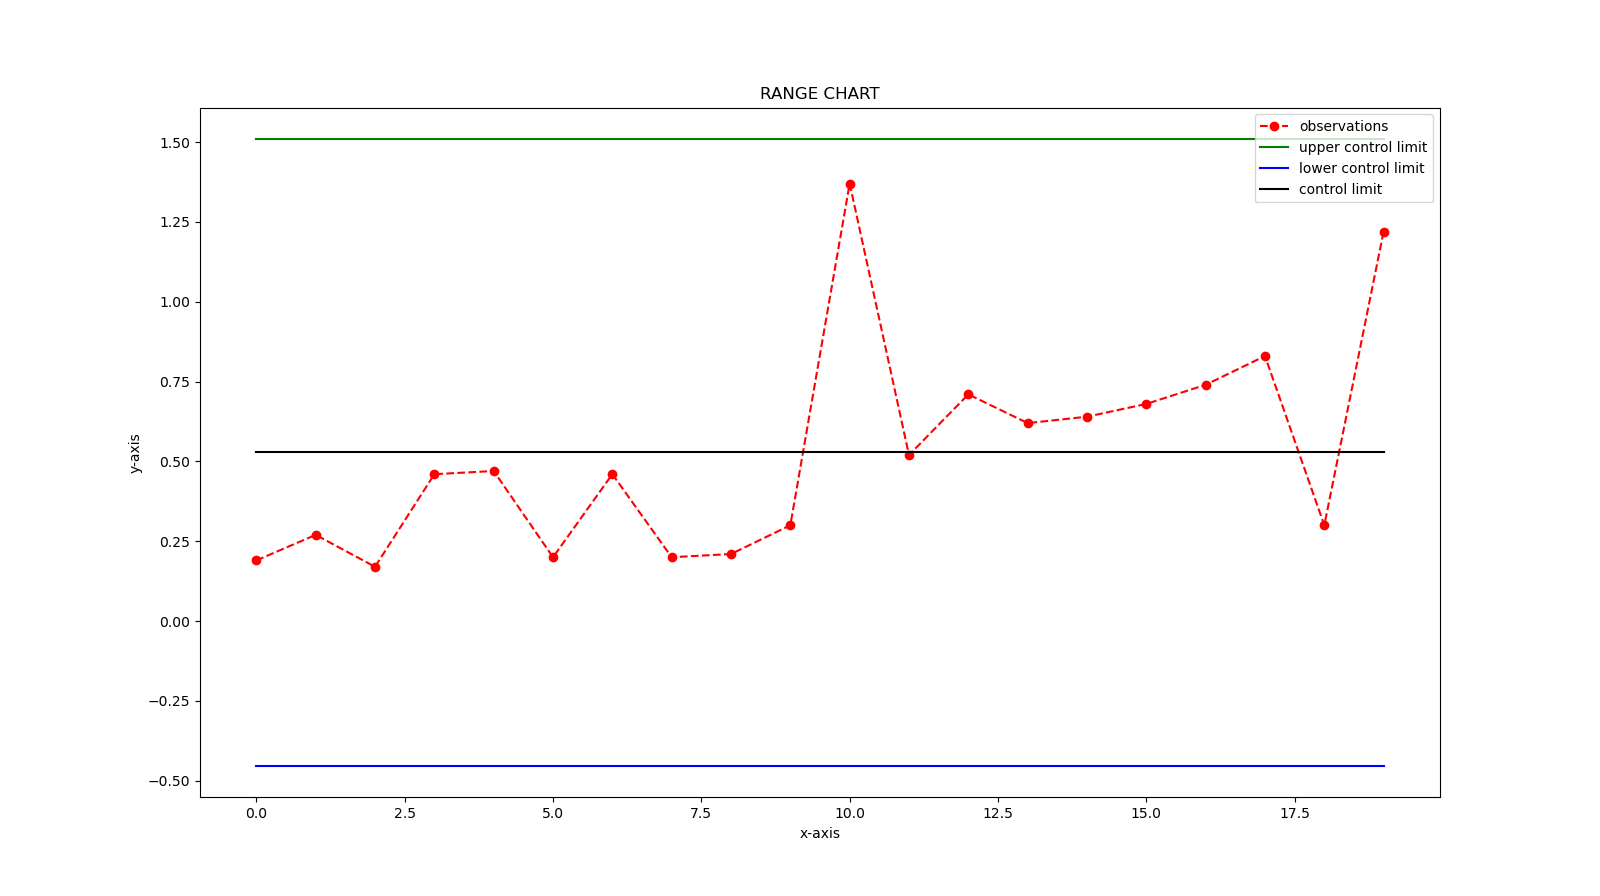 RANGE CHART
observations
upper control limit
lower control limit
control limit
y-axis
1.50
1.25
1.00
0.75
0.50
0.25
0.00
−0.25
−0.50
0.0 2.5 5.0 7.5 10.0 12.5 15.0 17.5
x-axis